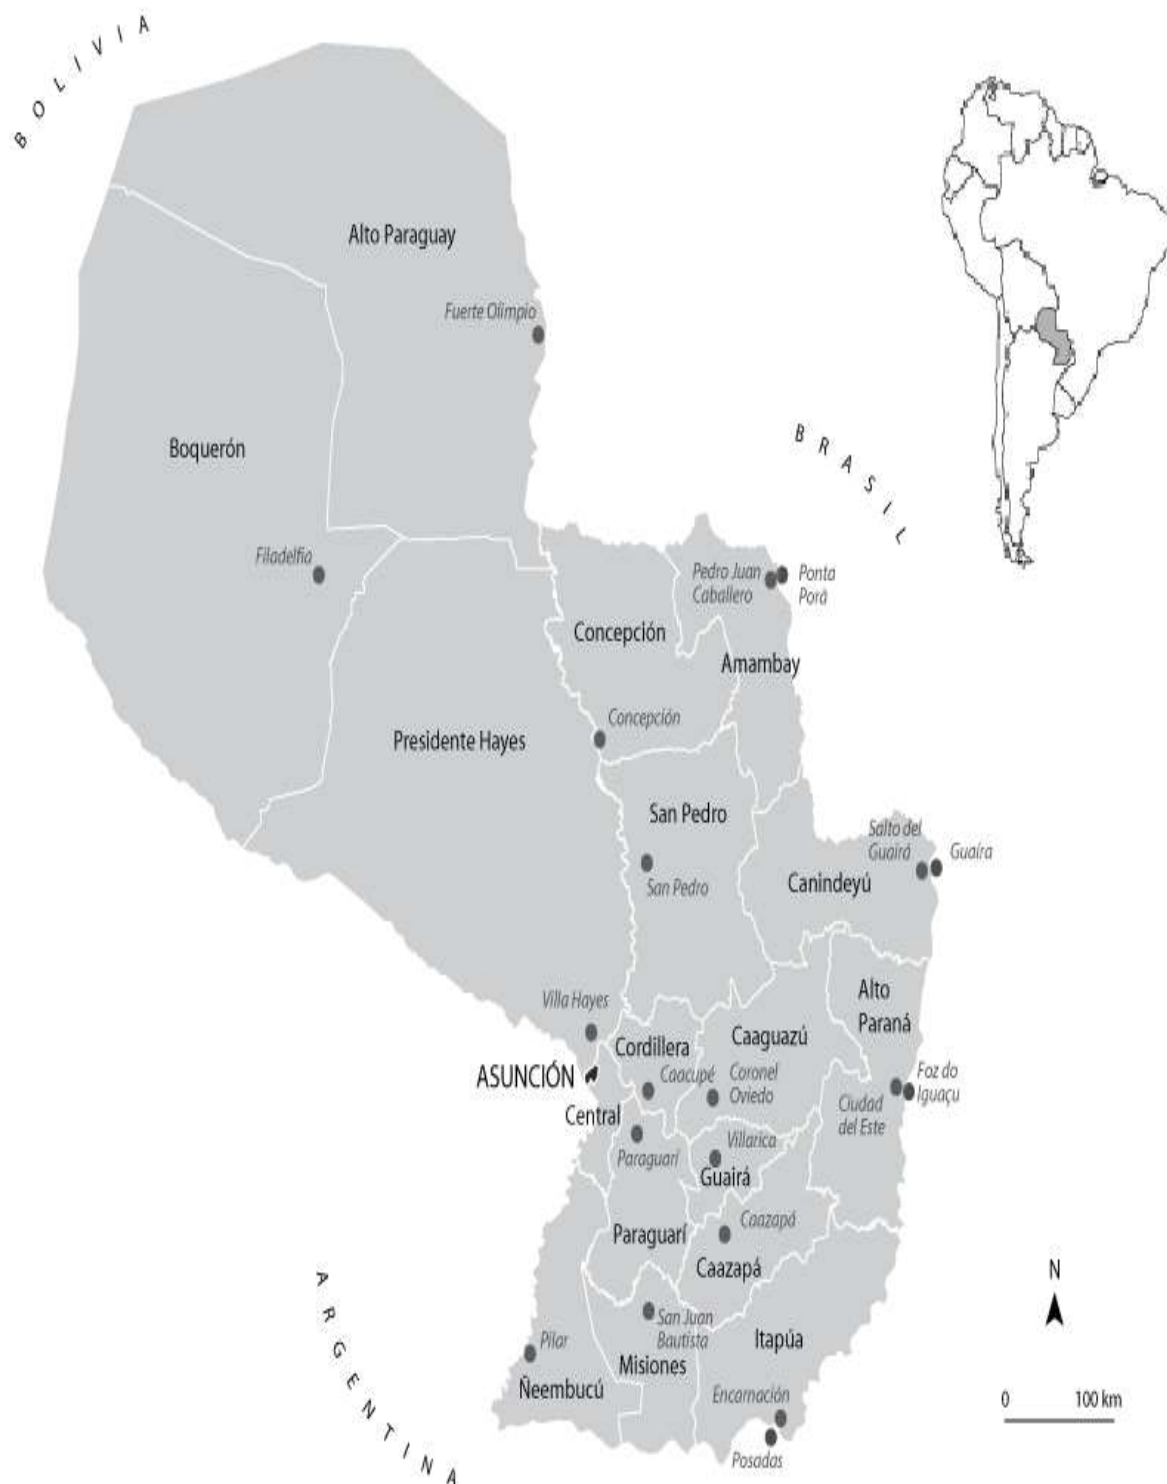 BOLIVIA
Alto Paraguay
Fuerte Olimpio
BRASIL
Boquerón
Filadelfia
Pedro Juan
Caballero
Ponta
Porá
Concepción
Amambay
Concepción
Presidente Hayes
San Pedro
San Pedro
Salto del
Guairá
Guaíra
Canindeyú
Villa Hayes
Alto
Paraná
Caaguazú
Cordillera
ASUNCIÓN
Caacupé
Coronel
Oviedo
Foz do
Iguaçu
Ciudad
del Este
Central
Villarica
Paraguarí
Guairá
Caazapá
Paraguarí
Caazapá
ARGENTINA
N
San Juan
Bautista
Itapúa
Pilar
Misiones
Ñeembucú
Encarnación
0 100 km
Posadas